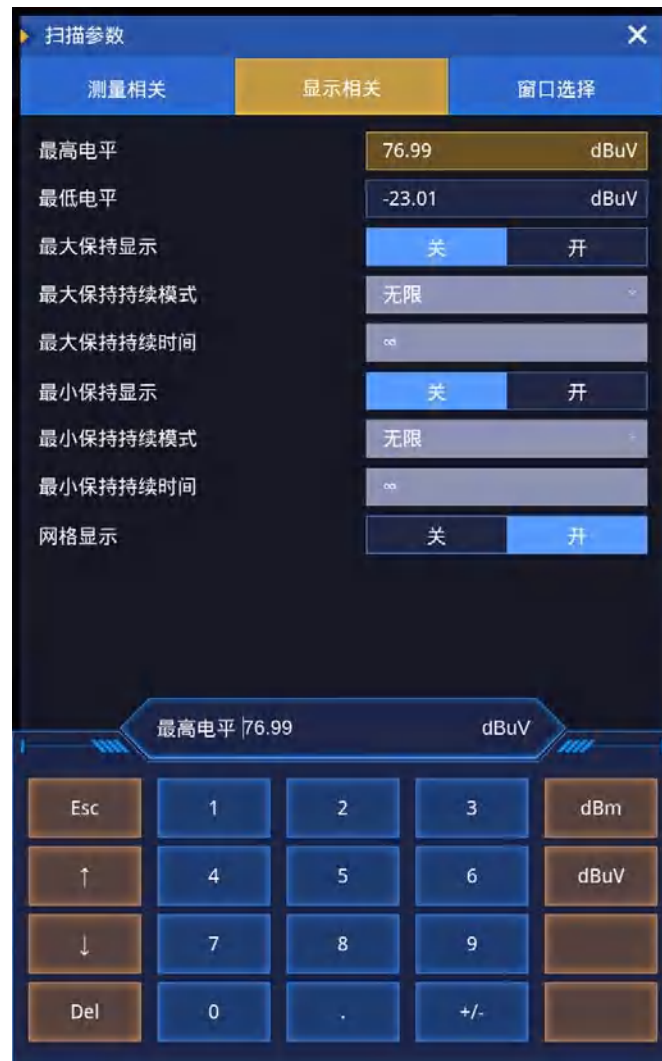 扫描参数 ×
测量相关 显示相关 窗口选择
最高电平 76.99 dBuV
最低电平 -23.01 dBuV
最大保持显示 关 开
最大保持持续模式 无限
最大保持持续时间 ∞
最小保持显示 关 开
最小保持持续模式 无限
最小保持持续时间 ∞
网格显示 关 开
最高电平 76.99 dBuV
Esc 1 2 3 dBm
↑ 4 5 6 dBuV
↓ 7 8 9
Del 0 . +/-